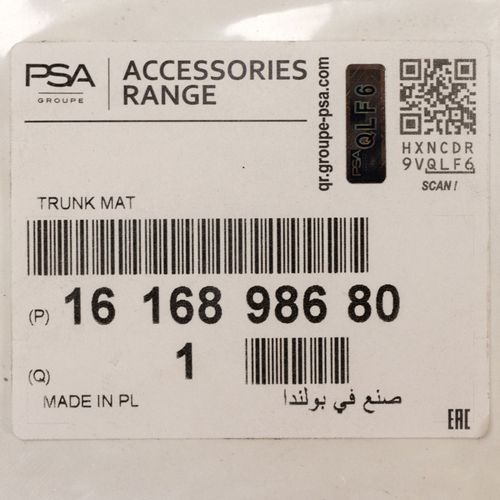 PSA
GROUPE
ACCESSORIES
RANGE
qr.groupe-psa.com
PSA QLF6
HXNCDR
9VQLF6
SCAN!
TRUNK MAT
(P) 16 168 986 80
(Q) 1
MADE IN PL
صنع في بولندا
EAC